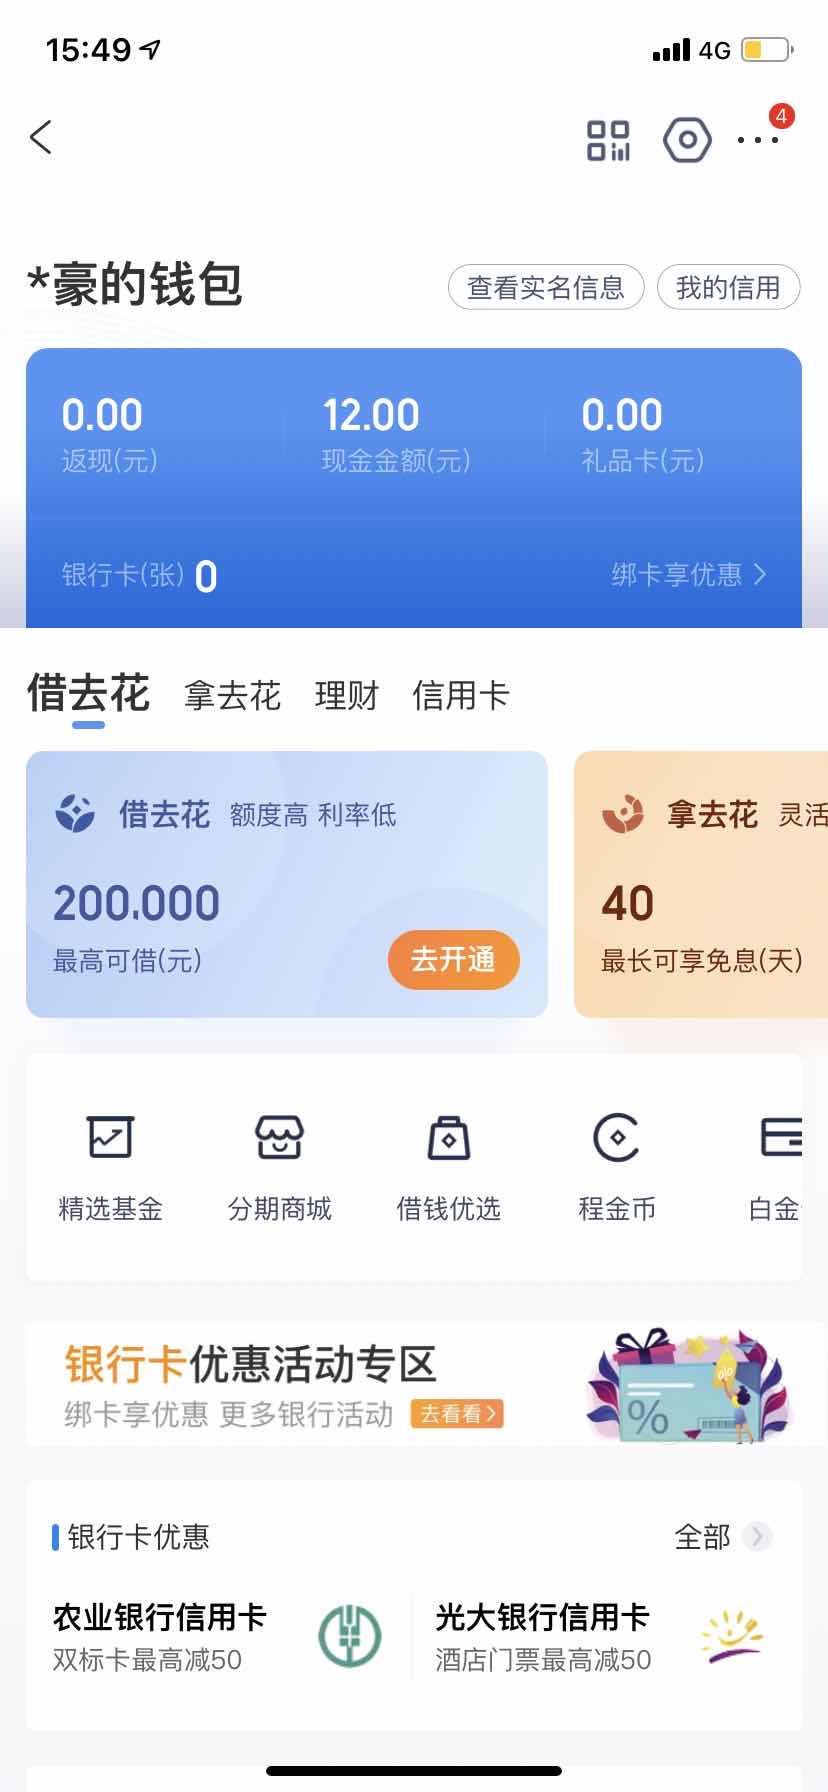 15:49
4G
4
*豪的钱包
查看实名信息
我的信用
0.00
12.00
0.00
返现(元)
现金金额(元)
礼品卡(元)
银行卡(张) 0
绑卡享优惠
借去花 拿去花 理财 信用卡
借去花 额度高 利率低
200,000
最高可借(元)
去开通
拿去花 灵活
40
最长可享免息(天)
精选基金
分期商城
借钱优选
程金币
白金
银行卡优惠活动专区
绑卡享优惠 更多银行活动 去看看>
%
银行卡优惠
全部
农业银行信用卡
双标卡最高减50
光大银行信用卡
酒店门票最高减50